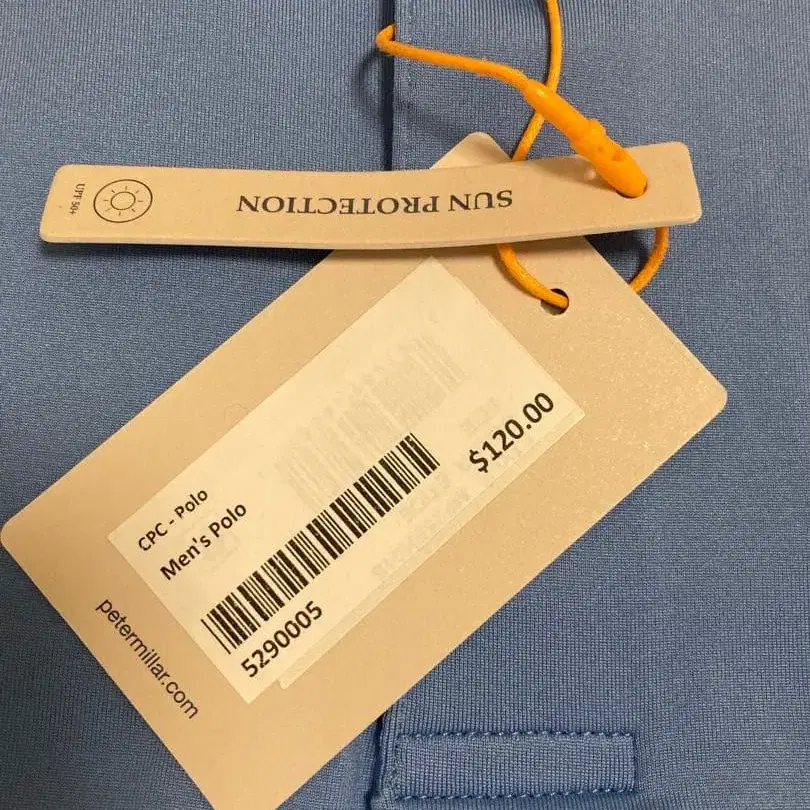 SUN PROTECTION
UPF 50+
CPC - Polo
Men's Polo
$120.00
5290005
petermillar.com